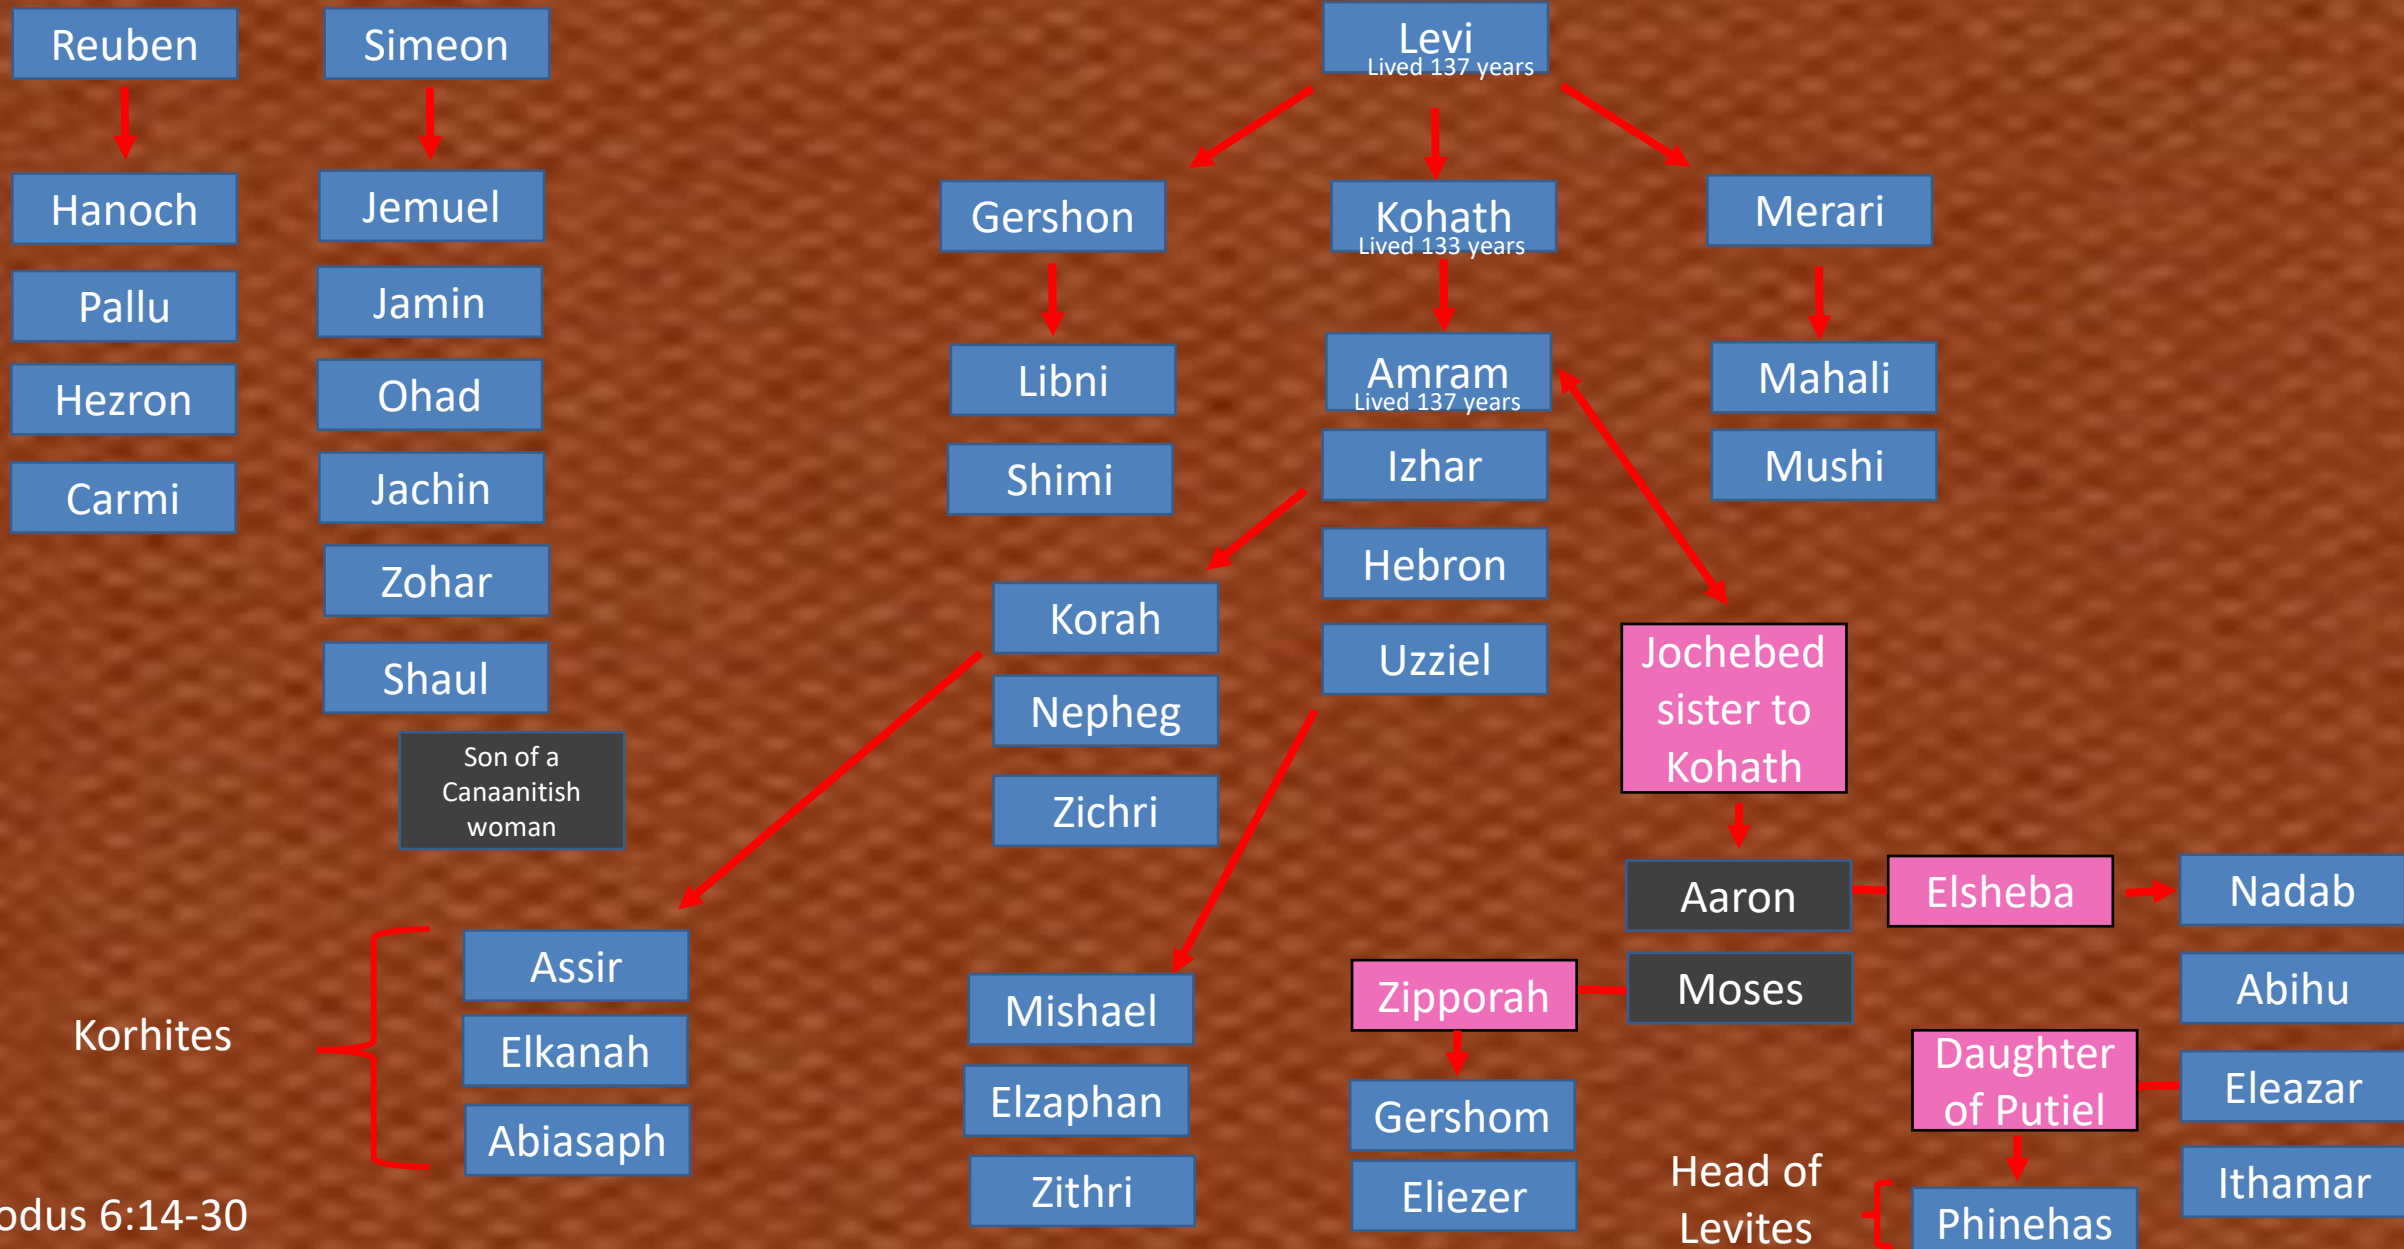 Reuben
Simeon
Levi
Lived 137 years
Hanoch
Pallu
Hezron
Carmi
Jemuel
Jamin
Ohad
Jachin
Zohar
Shaul
Son of a
Canaanitish
woman
Gershon
Libni
Shimi
Kohath
Lived 133 years
Amram
Lived 137 years
Izhar
Hebron
Uzziel
Merari
Mahali
Mushi
Korah
Nepheg
Zichri
Jochebed
sister to
Kohath
Korhites
Assir
Elkanah
Abiasaph
Mishael
Elzaphan
Zithri
Aaron
Elsheba
Nadab
Abihu
Eleazar
Ithamar
Moses
Zipporah
Gershom
Eliezer
Daughter
of Putiel
Head of
Levites
Phinehas
odus 6:14-30